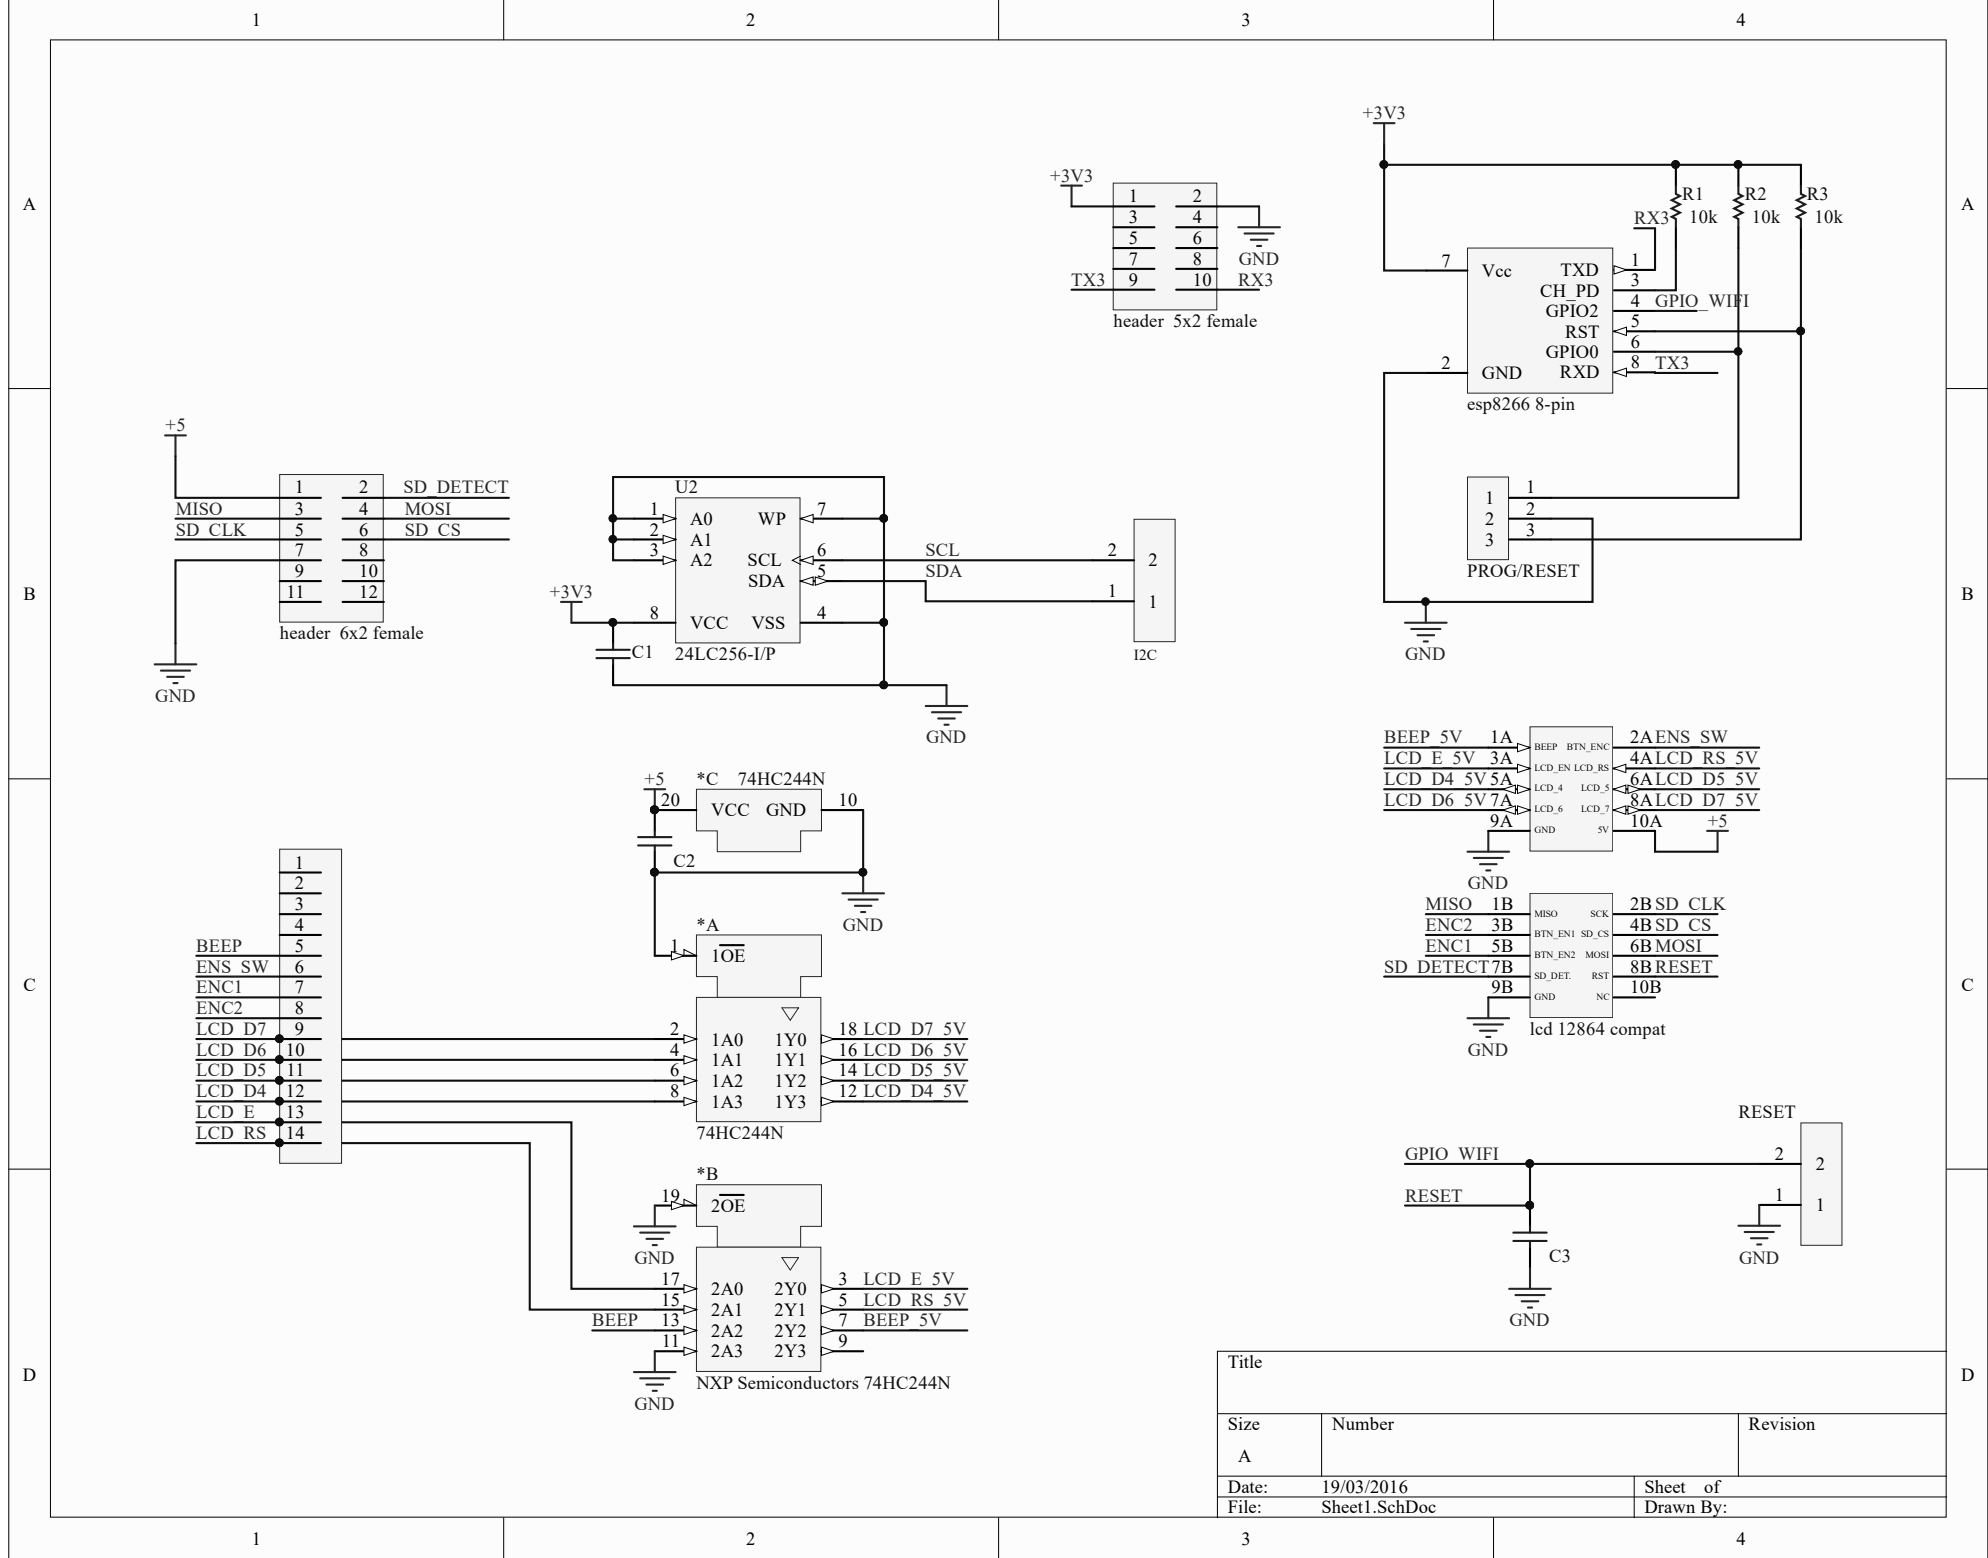 1 2 3 4
A A
B B
C C
D D
1 2 3 4
+3V3
+3V3
1 2
3 4
5 6
7 8
TX3 9 10 RX3
GND
header 5x2 female
R1 10k
R2 10k
R3 10k
RX3
7 Vcc TXD 1
CH_PD 3
GPIO2 4 GPIO_WIFI
RST 5
GPIO0 6
2 GND RXD 8 TX3
esp8266 8-pin
1 1
2 2
3 3
PROG/RESET
GND
+5
1 2 SD_DETECT
MISO 3 4 MOSI
SD_CLK 5 6 SD_CS
7 8
9 10
11 12
header 6x2 female
GND
U2
1 A0 WP 7
2 A1
3 A2 SCL 6 SCL 2 2
SDA 5 SDA
1 1
+3V3
8 VCC VSS 4
C1 24LC256-I/P
I2C
GND
+5 *C 74HC244N
20 VCC GND 10
C2
GND
*A
1 1OE
2 1A0 1Y0 18 LCD_D7_5V
4 1A1 1Y1 16 LCD_D6_5V
6 1A2 1Y2 14 LCD_D5_5V
8 1A3 1Y3 12 LCD_D4_5V
74HC244N
1
2
3
4
BEEP 5
ENS_SW 6
ENC1 7
ENC2 8
LCD_D7 9
LCD_D6 10
LCD_D5 11
LCD_D4 12
LCD_E 13
LCD_RS 14
*B
19 2OE
GND
17 2A0 2Y0 3 LCD_E_5V
15 2A1 2Y1 5 LCD_RS_5V
BEEP 13 2A2 2Y2 7 BEEP_5V
11 2A3 2Y3 9
NXP Semiconductors 74HC244N
GND
BEEP_5V 1A BEEP BTN_ENC 2A ENS_SW
LCD_E_5V 3A LCD_EN LCD_RS 4A LCD_RS_5V
LCD_D4_5V 5A LCD_4 LCD_5 6A LCD_D5_5V
LCD_D6_5V 7A LCD_6 LCD_7 8A LCD_D7_5V
9A GND 5V 10A +5
GND
MISO 1B MISO SCK 2B SD_CLK
ENC2 3B BTN_EN1 SD_CS 4B SD_CS
ENC1 5B BTN_EN2 MOSI 6B MOSI
SD_DETECT 7B SD_DET. RST 8B RESET
9B GND NC 10B
lcd 12864 compat
GND
RESET
GPIO_WIFI 2 2
RESET 1 1
C3
GND
GND
Title
Size Number Revision
A
Date: 19/03/2016 Sheet of
File: Sheet1.SchDoc Drawn By: